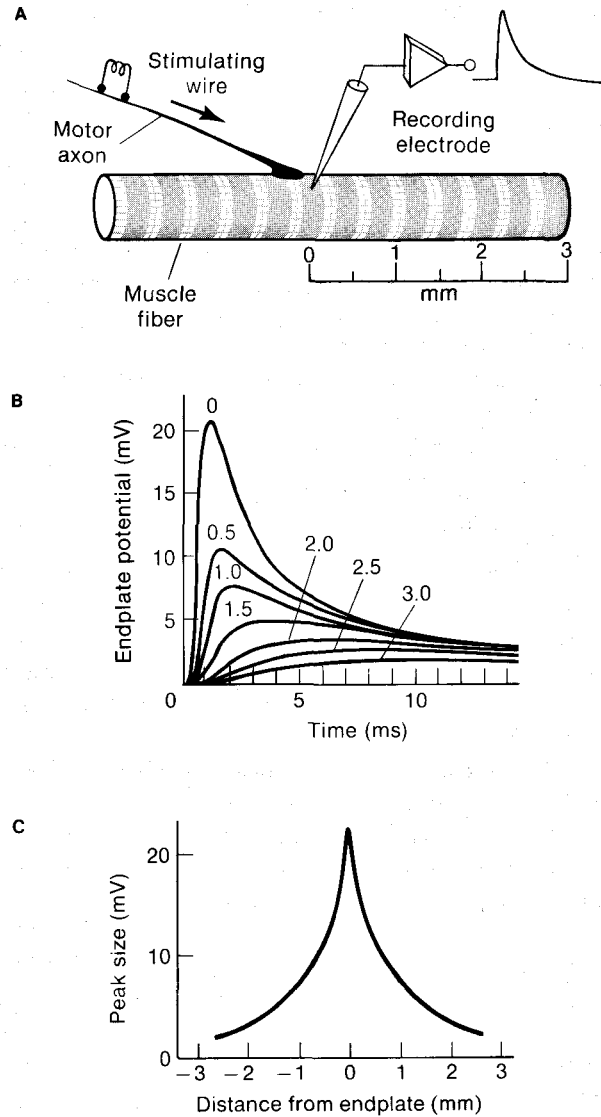 A
Stimulating
wire
Motor
axon
Recording
electrode
0 1 2 3
mm
Muscle
fiber
B
Endplate potential (mV)
20
15
10
5
0
0
0.5
1.0
1.5
2.0
2.5
3.0
5 10
Time (ms)
C
Peak size (mV)
20
10
0
−3 −2 −1 0 1 2 3
Distance from endplate (mm)